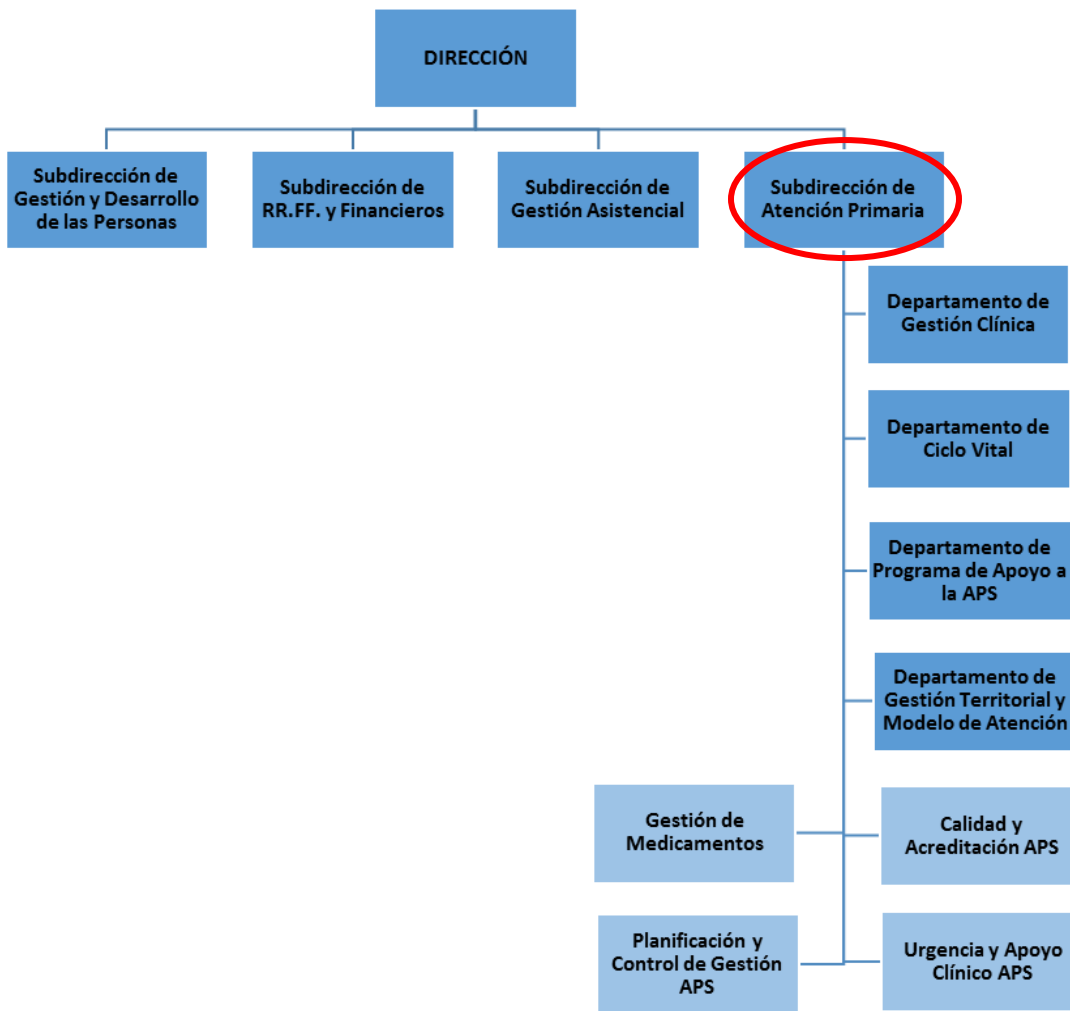 DIRECCIÓN
Subdirección de
Gestión y Desarrollo
de las Personas
Subdirección de
RR.FF. y Financieros
Subdirección de
Gestión Asistencial
Subdirección de
Atención Primaria
Departamento de
Gestión Clínica
Departamento de
Ciclo Vital
Departamento de
Programa de Apoyo a
la APS
Departamento de
Gestión Territorial y
Modelo de Atención
Gestión de
Medicamentos
Calidad y
Acreditación APS
Planificación y
Control de Gestión
APS
Urgencia y Apoyo
Clínico APS